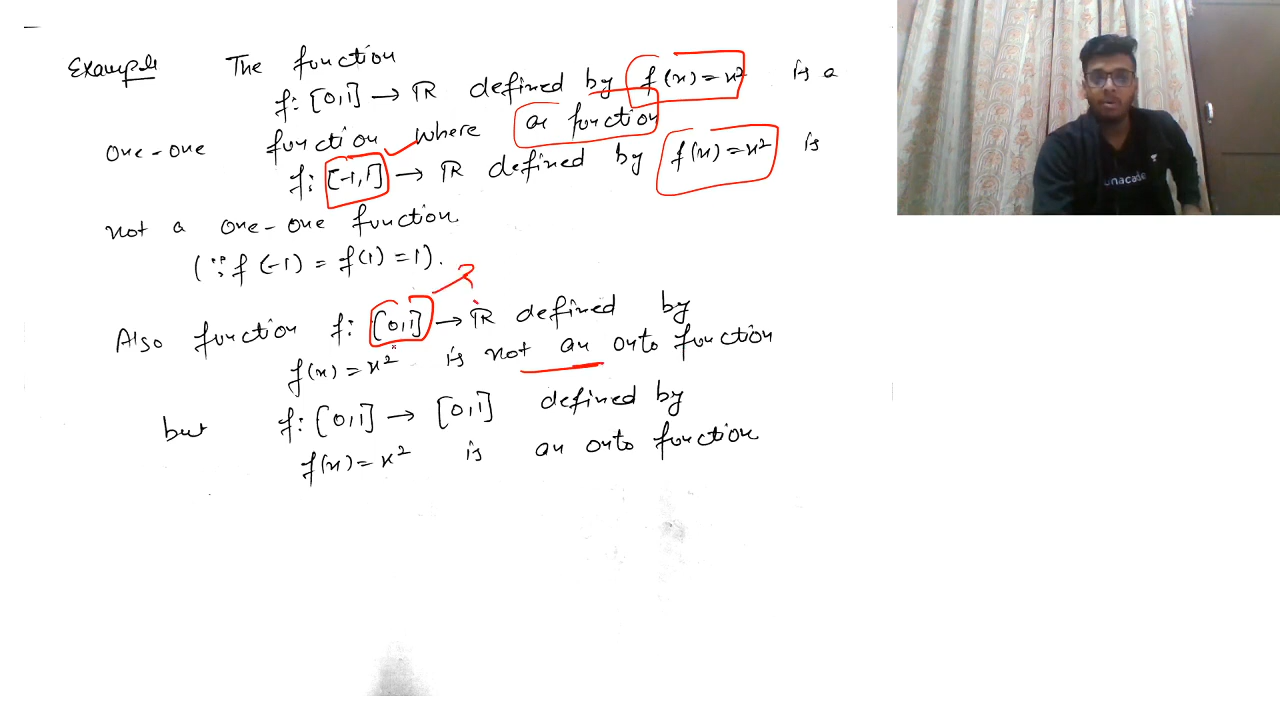 Example The function
f: [0,1] → ℝ defined by f(x) = x² is a
one-one function where as function
f: [-1,1] → ℝ defined by f(x) = x² is
not a one-one function
(∵ f(-1) = f(1) = 1).
Also function f: [0,1] → ℝ defined by
f(x) = x² is not an onto function
but f: [0,1] → [0,1] defined by
f(x) = x² is an onto function
unacade